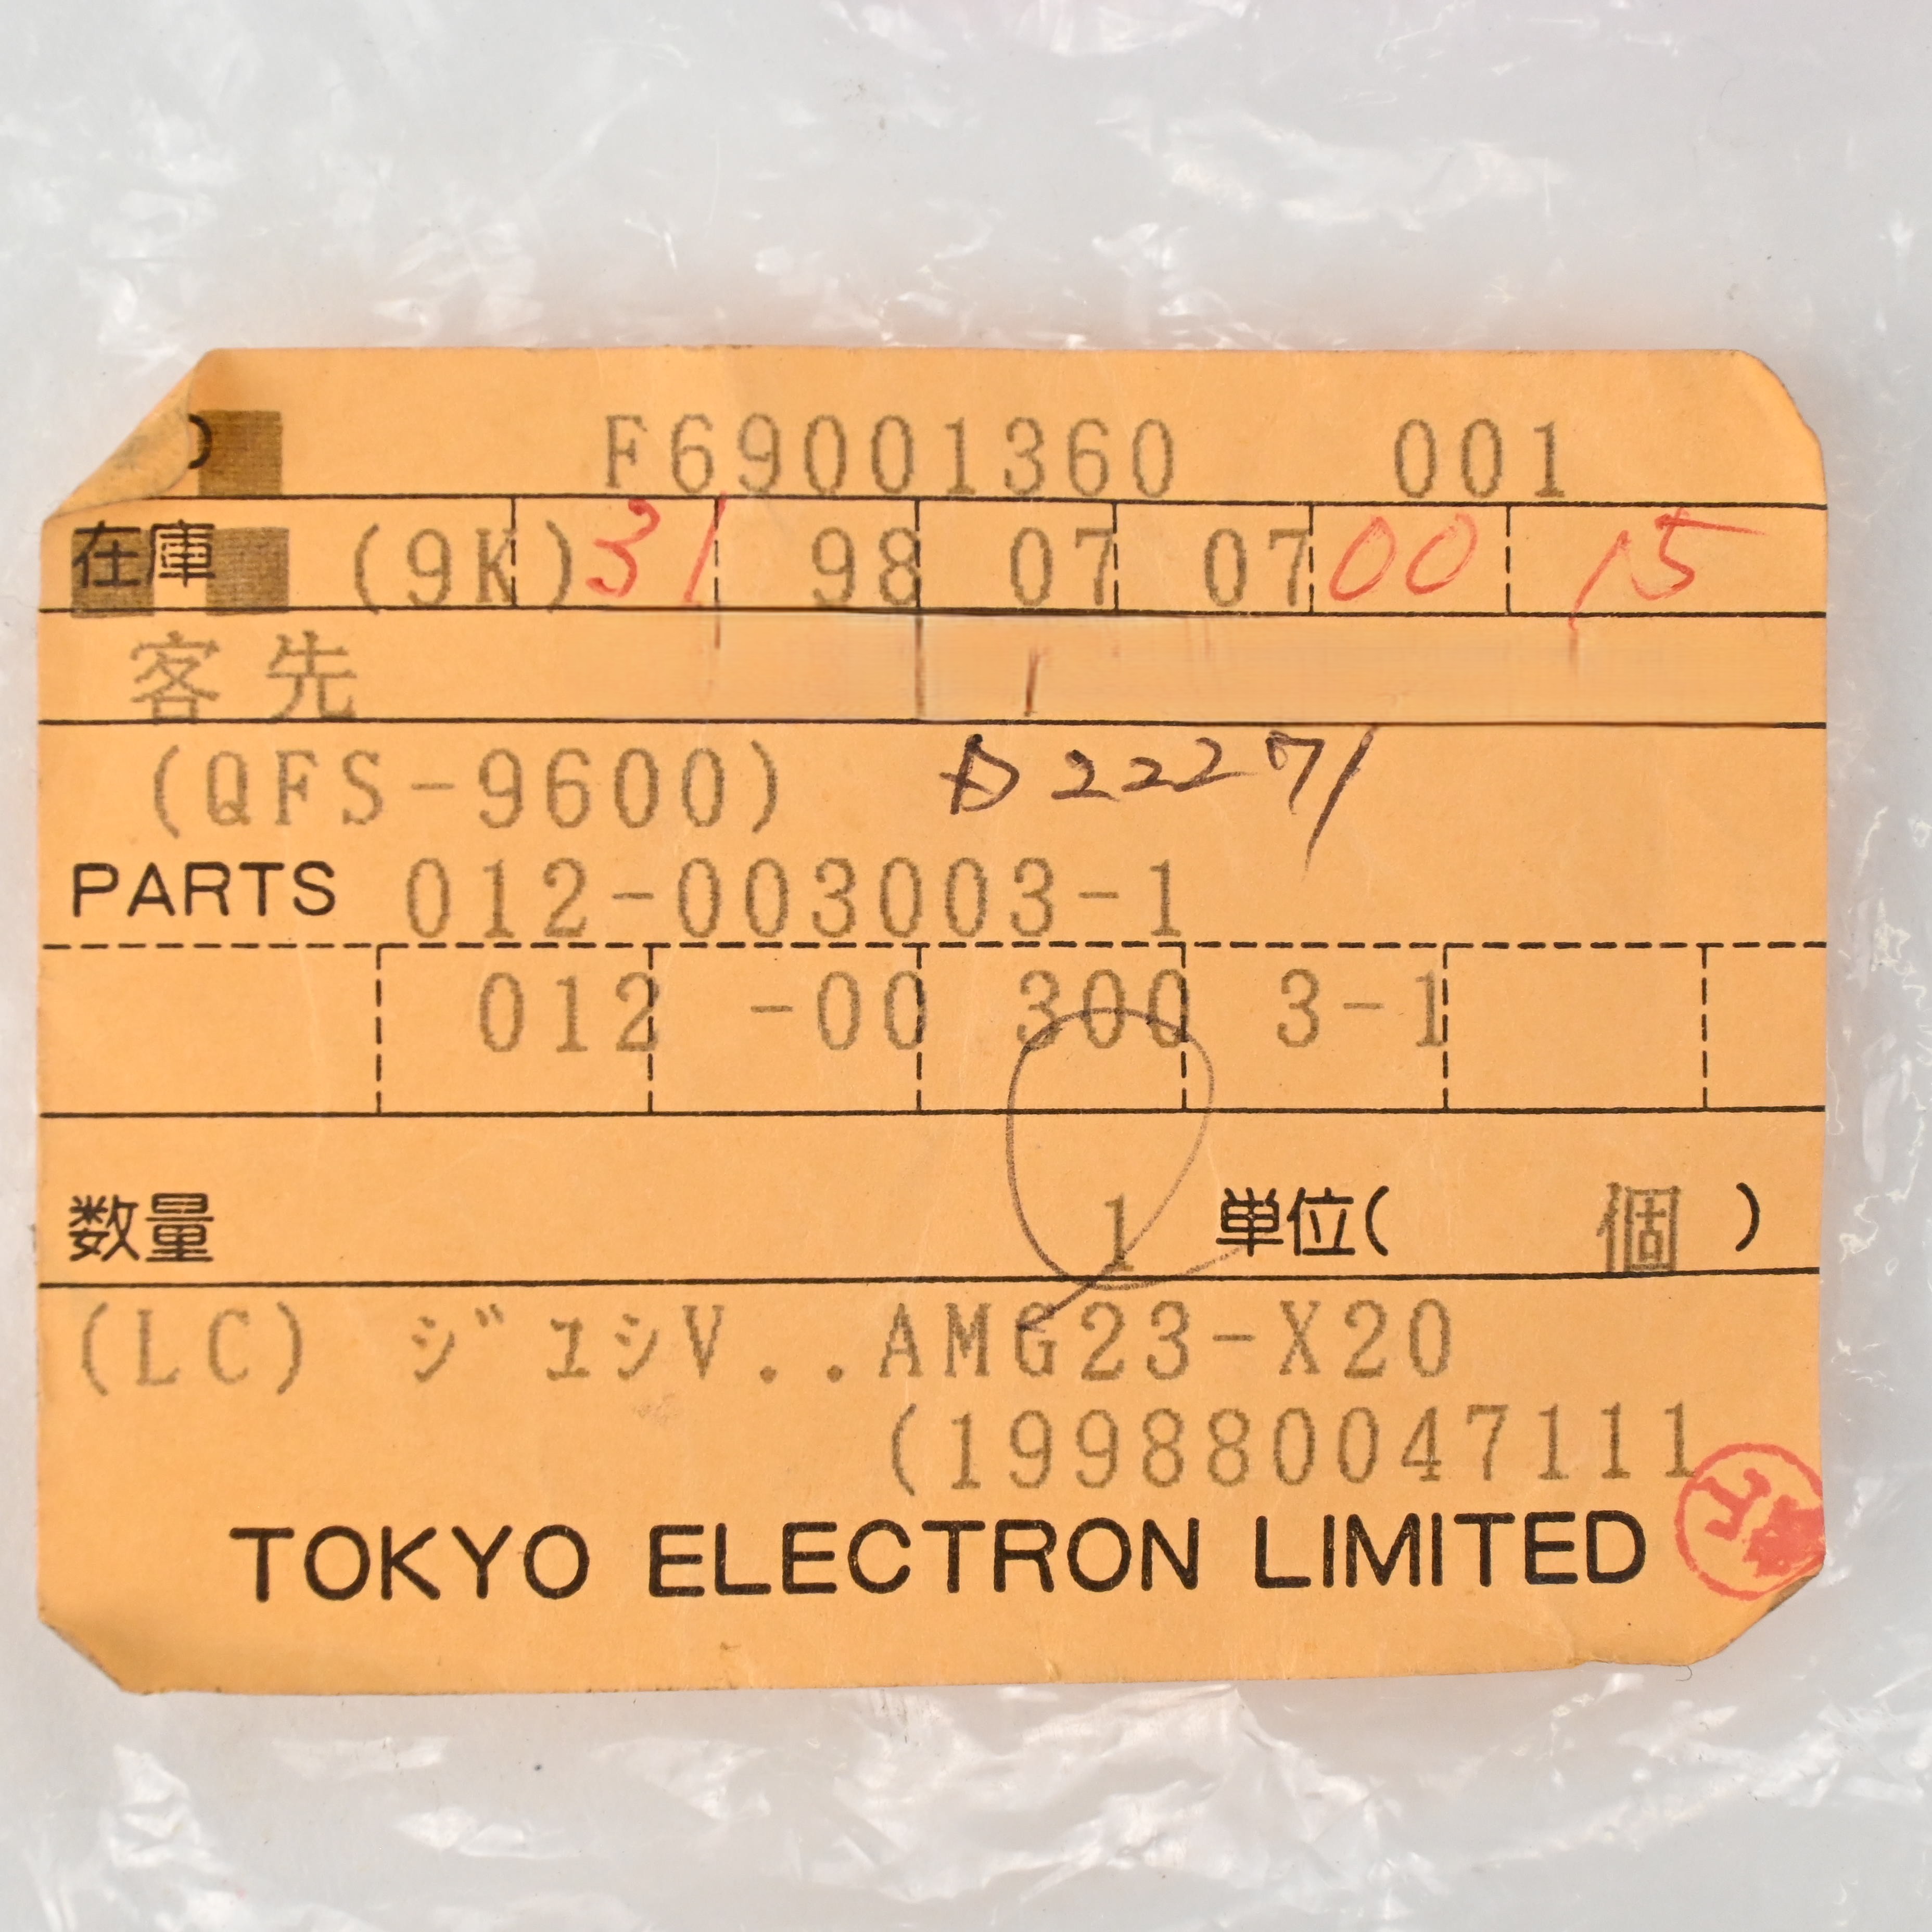 F69001360 001
在庫 (9K) 31 98 07 07 00 15
客先
(QFS-9600) D22271
PARTS 012-003003-1
012 -00 300 3-1
数量 1 単位( 個 )
(LC) ジュシV..AMG23-X20
(199880047111
TOKYO ELECTRON LIMITED